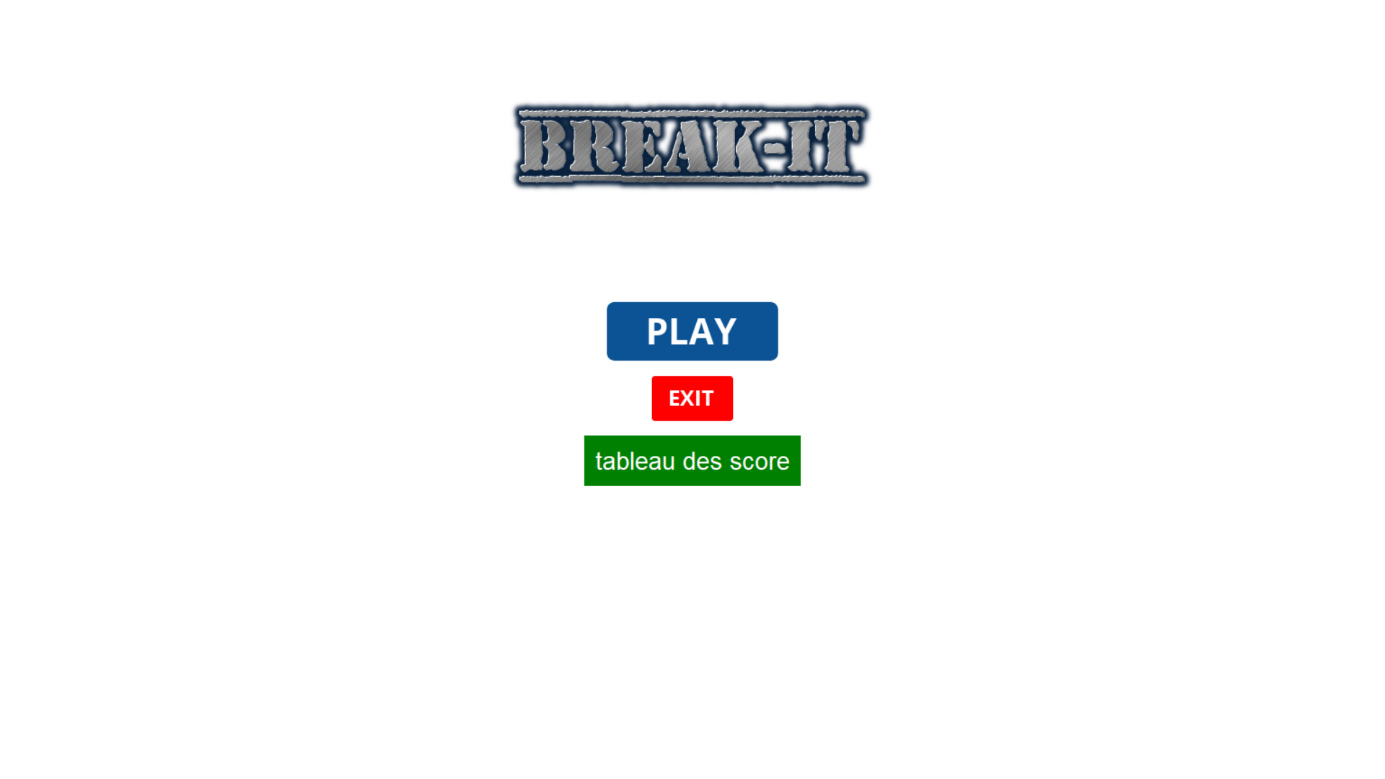 BREAK-IT
PLAY
EXIT
tableau des score